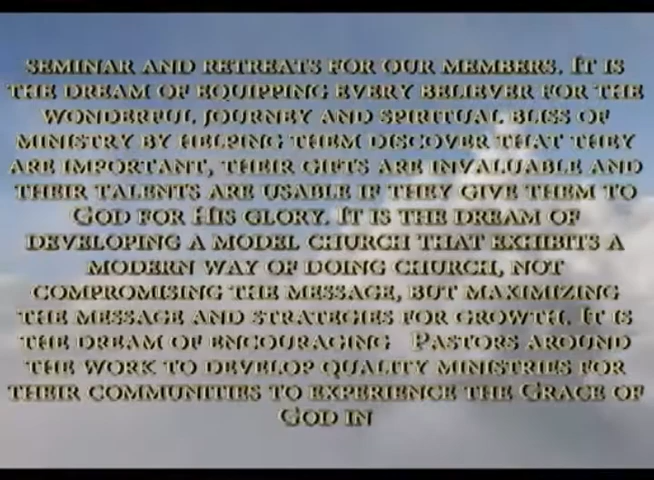 SEMINAR AND RETREATS FOR OUR MEMBERS. IT IS
THE DREAM OF EQUIPPING EVERY BELIEVER FOR THE
WONDERFUL JOURNEY AND SPIRITUAL BLISS OF
MINISTRY BY HELPING THEM DISCOVER THAT THEY
ARE IMPORTANT, THEIR GIFTS ARE INVALUABLE AND
THEIR TALENTS ARE USABLE IF THEY GIVE THEM TO
GOD FOR HIS GLORY. IT IS THE DREAM OF
DEVELOPING A MODEL CHURCH THAT EXHIBITS A
MODERN WAY OF DOING CHURCH, NOT
COMPROMISING THE MESSAGE, BUT MAXIMIZING
THE MESSAGE AND STRATEGIES FOR GROWTH. IT IS
THE DREAM OF ENCOURAGING PASTORS AROUND
THE WORK TO DEVELOP QUALITY MINISTRIES FOR
THEIR COMMUNITIES TO EXPERIENCE THE GRACE OF
GOD IN